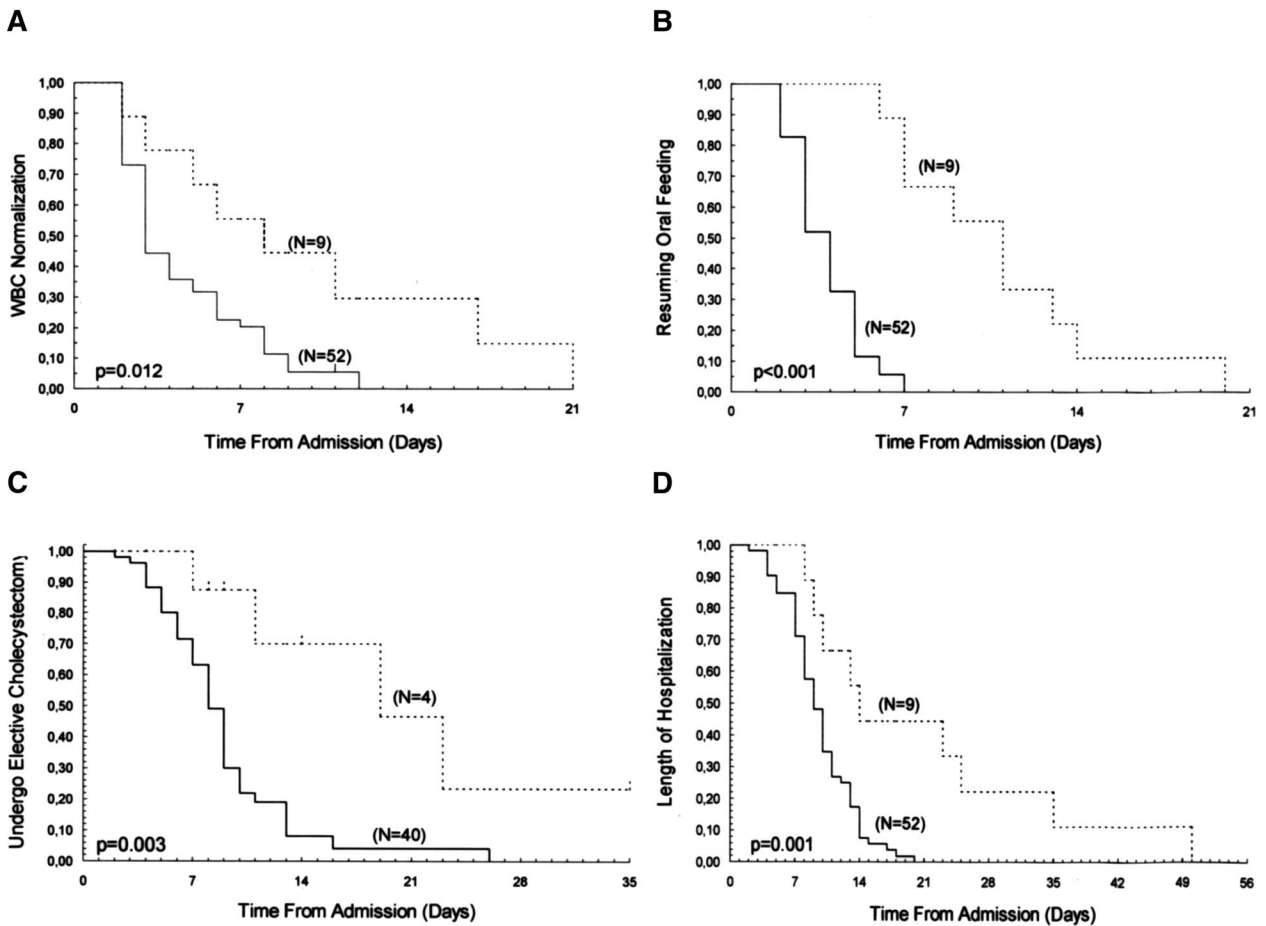 A
WBC Normalization
1,00
0,90
0,80
0,70
0,60
0,50
0,40
0,30
0,20
0,10
0,00
(N=9)
(N=52)
p=0.012
0 7 14 21
Time From Admission (Days)
B
Resuming Oral Feeding
1,00
0,90
0,80
0,70
0,60
0,50
0,40
0,30
0,20
0,10
0,00
(N=9)
(N=52)
p<0.001
0 7 14 21
Time From Admission (Days)
C
Undergo Elective Cholecystectom)
1,00
0,90
0,80
0,70
0,60
0,50
0,40
0,30
0,20
0,10
0,00
(N=4)
(N=40)
p=0.003
0 7 14 21 28 35
Time From Admission (Days)
D
Length of Hospitalization
1,00
0,90
0,80
0,70
0,60
0,50
0,40
0,30
0,20
0,10
0,00
(N=9)
(N=52)
p=0.001
0 7 14 21 28 35 42 49 56
Time From Admission (Days)